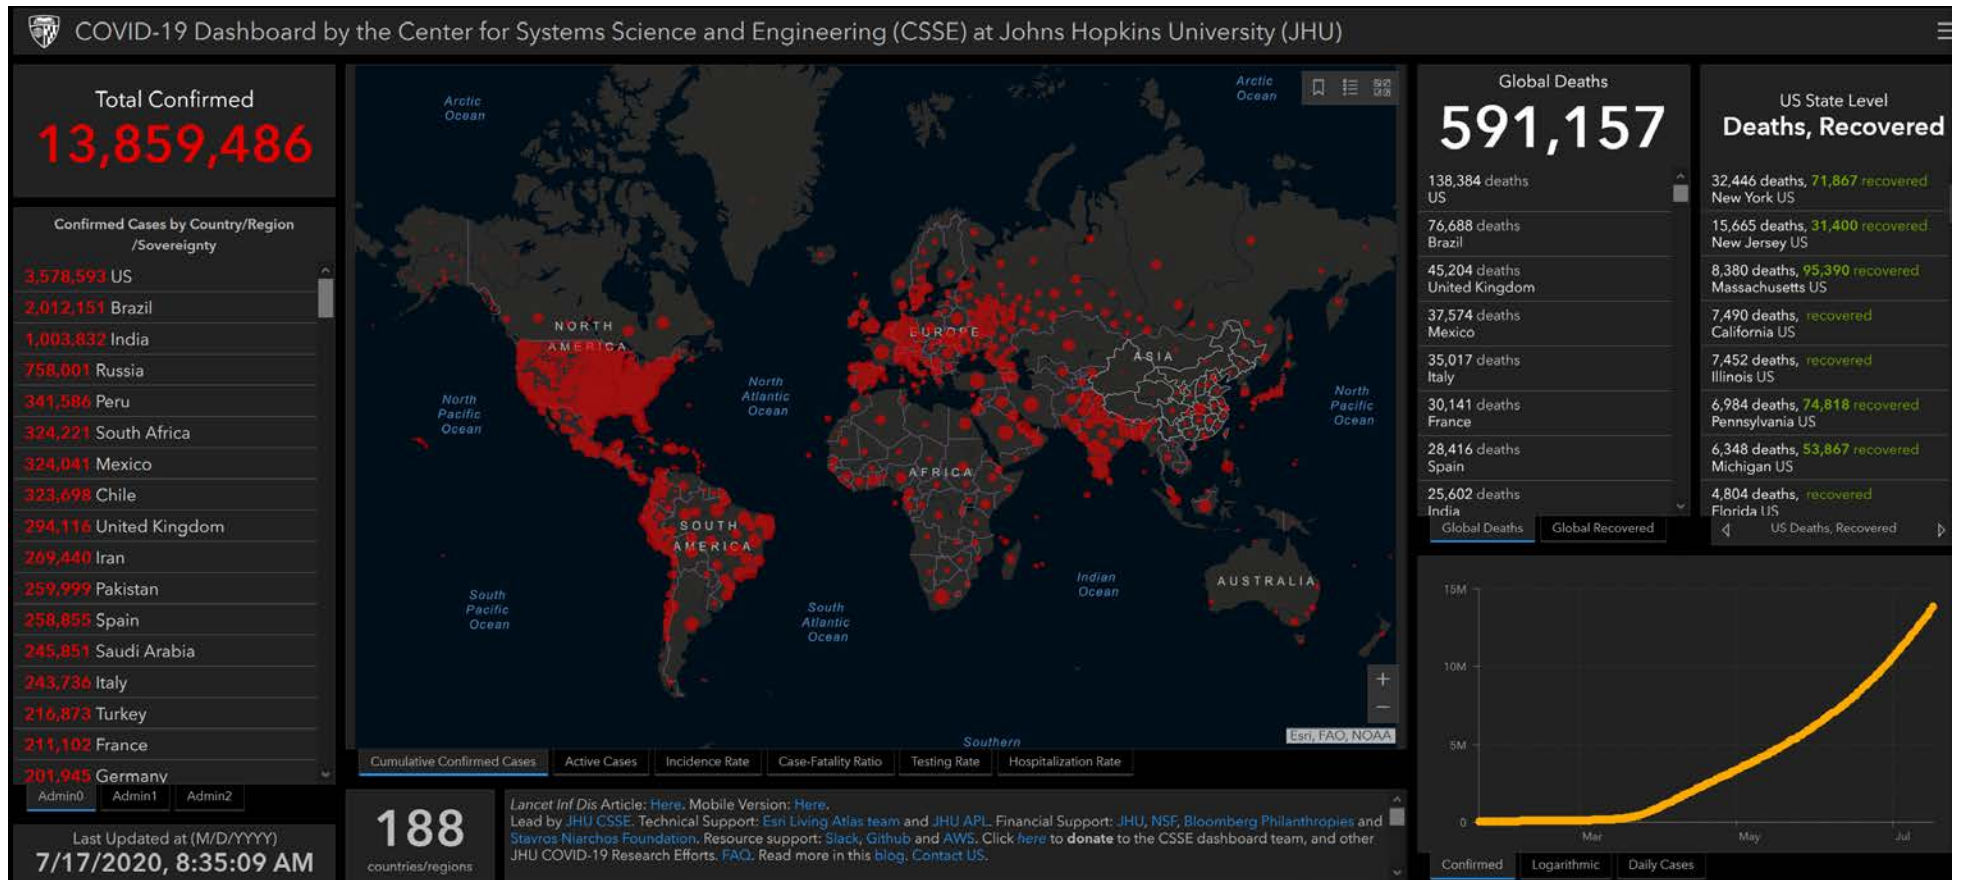 COVID-19 Dashboard by the Center for Systems Science and Engineering (CSSE) at Johns Hopkins University (JHU)
Total Confirmed
13,859,486
Confirmed Cases by Country/Region
/Sovereignty
3,578,593 US
2,012,151 Brazil
1,003,832 India
758,001 Russia
341,586 Peru
324,221 South Africa
324,041 Mexico
323,698 Chile
294,116 United Kingdom
269,440 Iran
259,999 Pakistan
258,855 Spain
245,851 Saudi Arabia
243,736 Italy
216,873 Turkey
211,102 France
201,945 Germany
Admin0 Admin1 Admin2
Last Updated at (M/D/YYYY)
7/17/2020, 8:35:09 AM
Arctic
Ocean
Arctic
Ocean
NORTH
AMERICA
EUROPE
ASIA
North
Pacific
Ocean
North
Atlantic
Ocean
North
Pacific
Ocean
AFRICA
SOUTH
AMERICA
Indian
Ocean
AUSTRALIA
South
Pacific
Ocean
South
Atlantic
Ocean
Southern
+
−
Esri, FAO, NOAA
Cumulative Confirmed Cases Active Cases Incidence Rate Case-Fatality Ratio Testing Rate Hospitalization Rate
188
countries/regions
Lancet Inf Dis Article: Here. Mobile Version: Here.
Lead by JHU CSSE. Technical Support: Esri Living Atlas team and JHU APL. Financial Support: JHU, NSF, Bloomberg Philanthropies and
Stavros Niarchos Foundation. Resource support: Slack, Github and AWS. Click here to donate to the CSSE dashboard team, and other
JHU COVID-19 Research Efforts. FAQ. Read more in this blog. Contact US.
Global Deaths
591,157
138,384 deaths
US
76,688 deaths
Brazil
45,204 deaths
United Kingdom
37,574 deaths
Mexico
35,017 deaths
Italy
30,141 deaths
France
28,416 deaths
Spain
25,602 deaths
India
Global Deaths Global Recovered
US State Level
Deaths, Recovered
32,446 deaths, 71,867 recovered
New York US
15,665 deaths, 31,400 recovered
New Jersey US
8,380 deaths, 95,390 recovered
Massachusetts US
7,490 deaths, recovered
California US
7,452 deaths, recovered
Illinois US
6,984 deaths, 74,818 recovered
Pennsylvania US
6,348 deaths, 53,867 recovered
Michigan US
4,804 deaths, recovered
Florida US
US Deaths, Recovered
15M
10M
5M
0
Mar May Jul
Confirmed Logarithmic Daily Cases